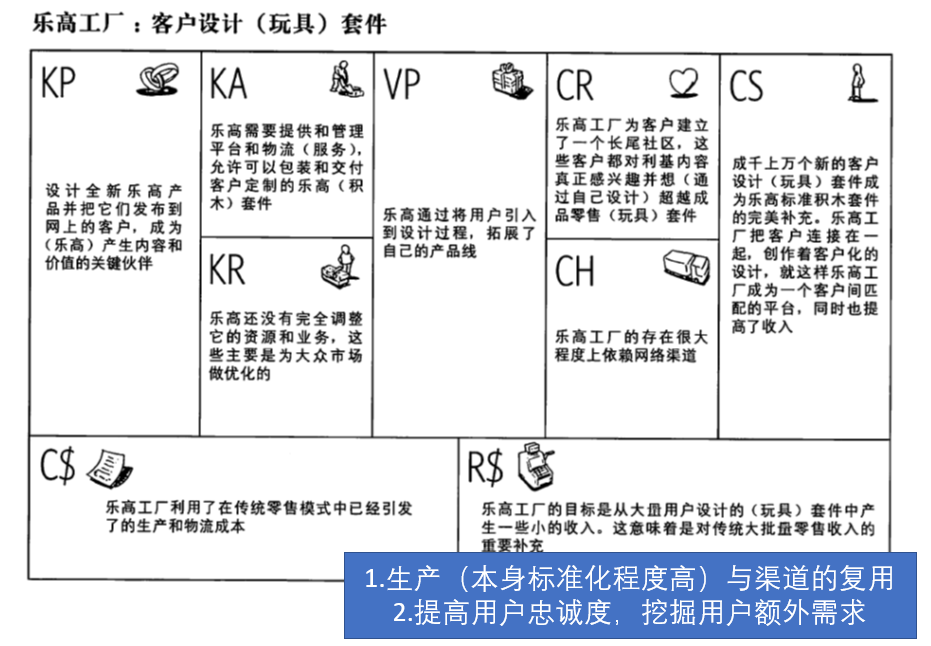 乐高工厂：客户设计（玩具）套件
KP
设计全新乐高产
品并把它们发布到
网上的客户，成为
（乐高）产生内容和
价值的关键伙伴
KA
乐高需要提供和管理
平台和物流（服务），
允许可以包装和交付
客户定制的乐高（积
木）套件
KR
乐高还没有完全调整
它的资源和业务，这
些主要是为大众市场
做优化的
VP
乐高通过将用户引入
到设计过程，拓展了
自己的产品线
CR
乐高工厂为客户建立
了一个长尾社区，这
些客户都对利基内容
真正感兴趣并想（通
过自己设计）超越成
品零售（玩具）套件
CH
乐高工厂的存在很大
程度上依赖网络渠道
CS
成千上万个新的客户
设计（玩具）套件成
为乐高标准积木套件
的完美补充。乐高工
厂把客户连接在一
起，创作着客户化的
设计，就这样乐高工
厂成为一个客户间匹
配的平台，同时也提
高了收入
C$
乐高工厂利用了在传统零售模式中已经引发
了的生产和物流成本
R$
乐高工厂的目标是从大量用户设计的（玩具）套件中产
生一些小的收入。这意味着是对传统大批量零售收入的
重要补充
1.生产（本身标准化程度高）与渠道的复用
2.提高用户忠诚度，挖掘用户额外需求